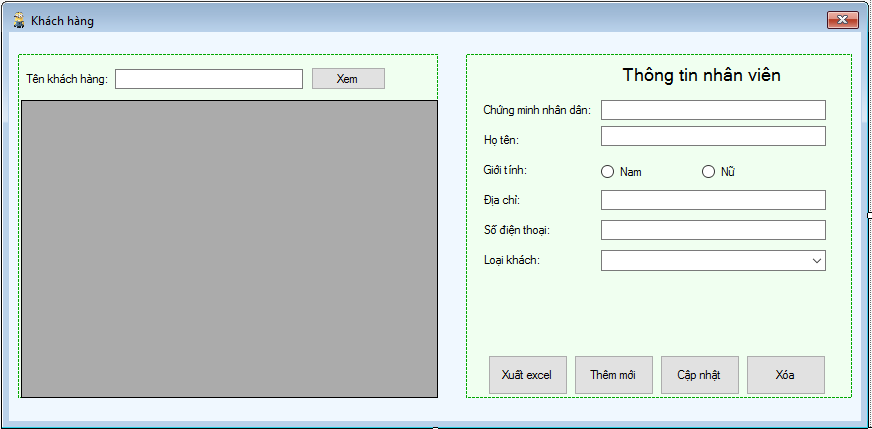 Khách hàng
Tên khách hàng:
Xem
Thông tin nhân viên
Chứng minh nhân dân:
Họ tên:
Giới tính:
Nam
Nữ
Địa chỉ:
Số điện thoại:
Loại khách:
Xuất excel
Thêm mới
Cập nhật
Xóa